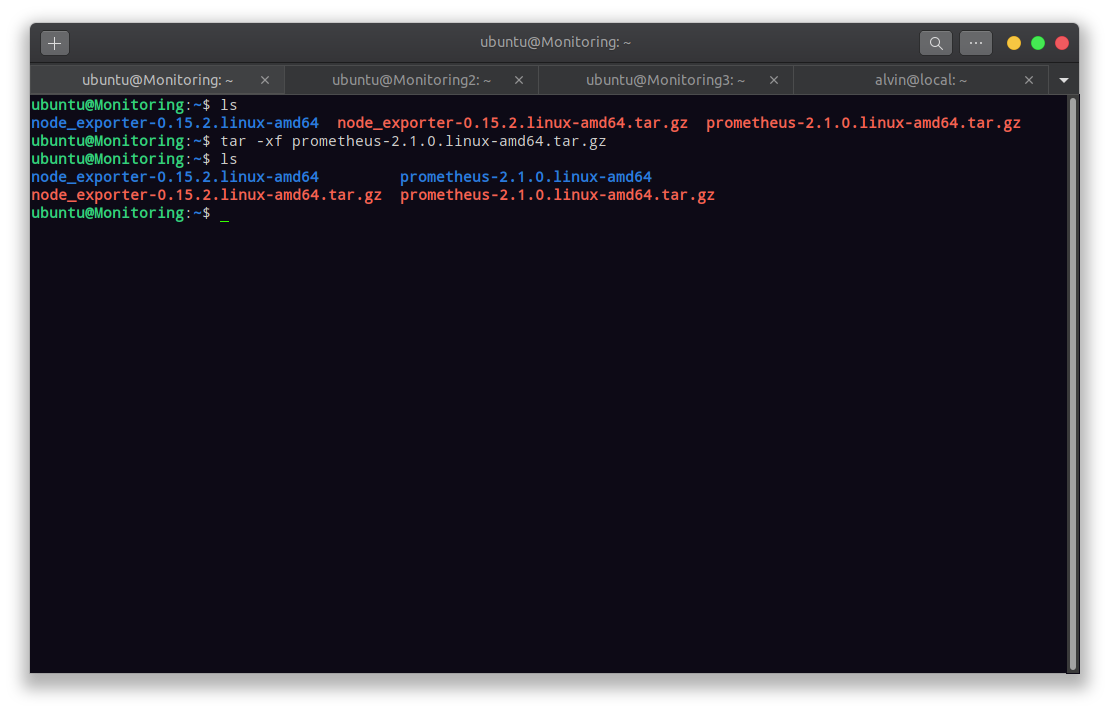 ubuntu@Monitoring: ~
ubuntu@Monitoring: ~ ubuntu@Monitoring2: ~ ubuntu@Monitoring3: ~ alvin@local: ~
ubuntu@Monitoring:~$ ls
node_exporter-0.15.2.linux-amd64  node_exporter-0.15.2.linux-amd64.tar.gz  prometheus-2.1.0.linux-amd64.tar.gz
ubuntu@Monitoring:~$ tar -xf prometheus-2.1.0.linux-amd64.tar.gz
ubuntu@Monitoring:~$ ls
node_exporter-0.15.2.linux-amd64         prometheus-2.1.0.linux-amd64
node_exporter-0.15.2.linux-amd64.tar.gz  prometheus-2.1.0.linux-amd64.tar.gz
ubuntu@Monitoring:~$ _